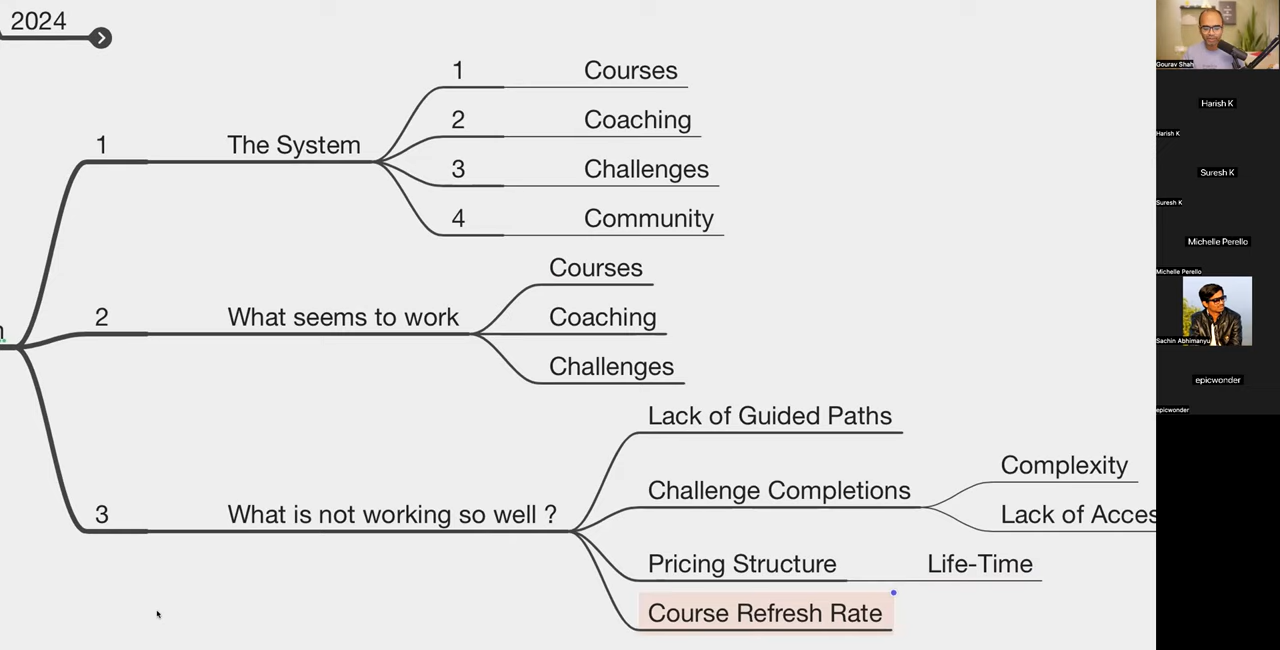 2024
1 The System
1 Courses
2 Coaching
3 Challenges
4 Community
2 What seems to work
Courses
Coaching
Challenges
3 What is not working so well ?
Lack of Guided Paths
Challenge Completions
Complexity
Lack of Acces
Pricing Structure Life-Time
Course Refresh Rate
Gourav Shah
Harish K
Harish K
Suresh K
Suresh K
Michelle Perello
Michelle Perello
Sachin Abhimanyu
epicwonder
epicwonder